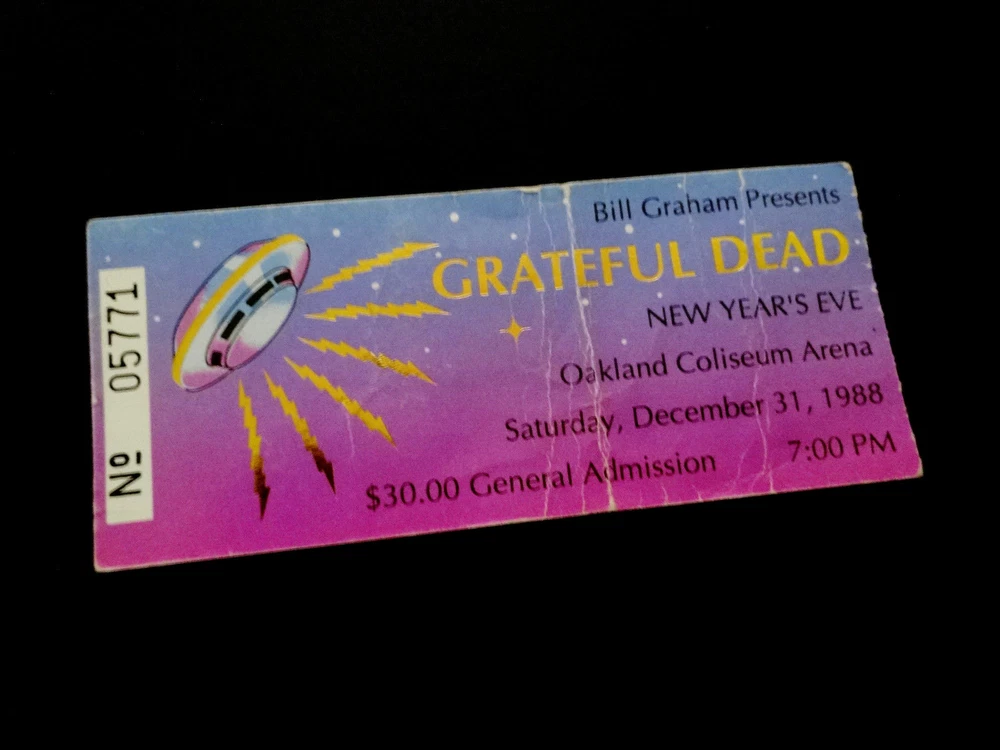 Bill Graham Presents
GRATEFUL DEAD
NEW YEAR'S EVE
Oakland Coliseum Arena
Saturday, December 31, 1988
$30.00 General Admission 7:00 PM
Nº 05771